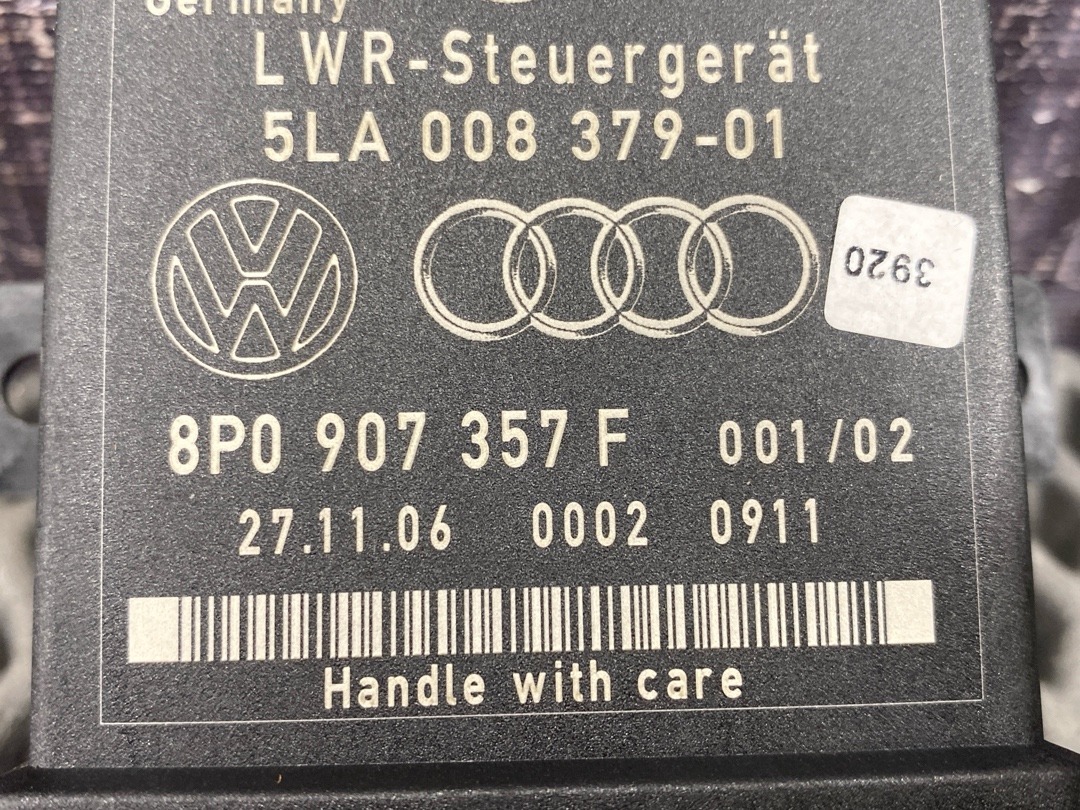 Germany
LWR-Steuergerät
5LA 008 379-01
3920
8P0 907 357 F 001/02
27.11.06 0002 0911
Handle with care